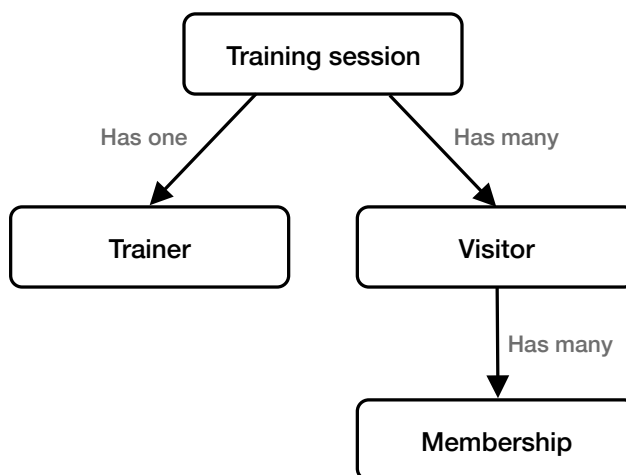 Training session
Has one
Has many
Trainer
Visitor
Has many
Membership